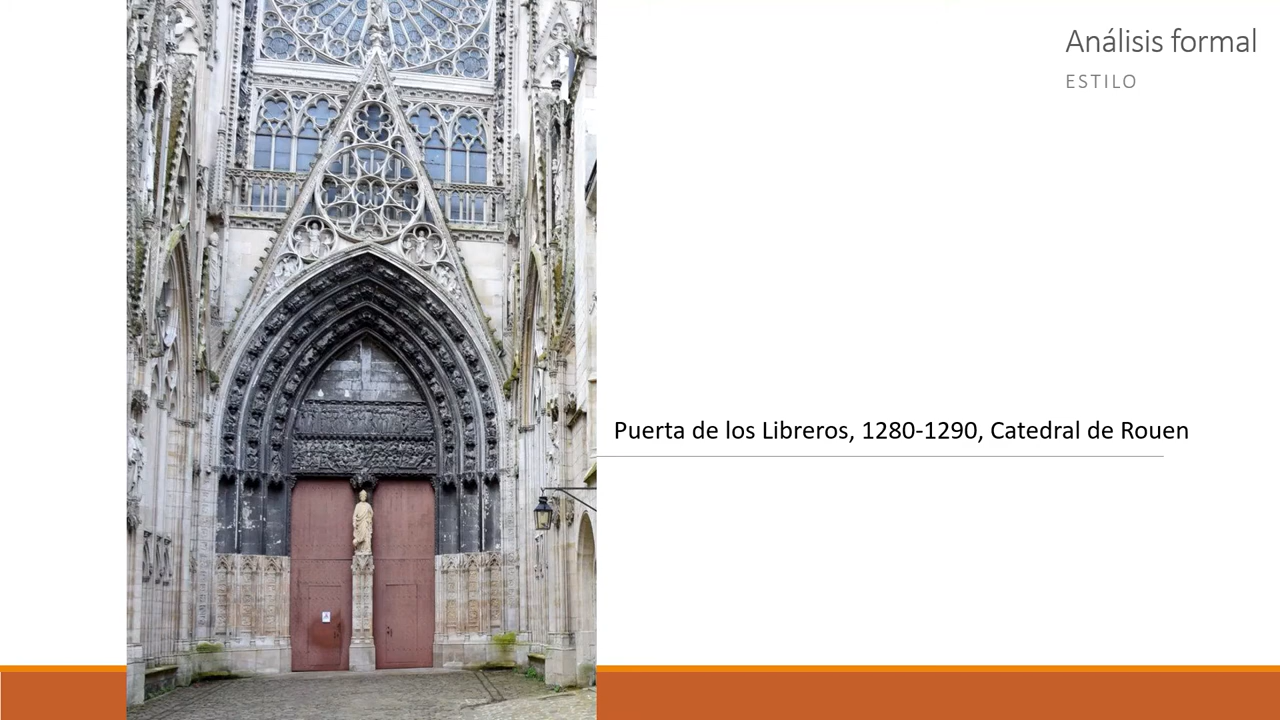 Análisis formal
ESTILO
Puerta de los Libreros, 1280-1290, Catedral de Rouen